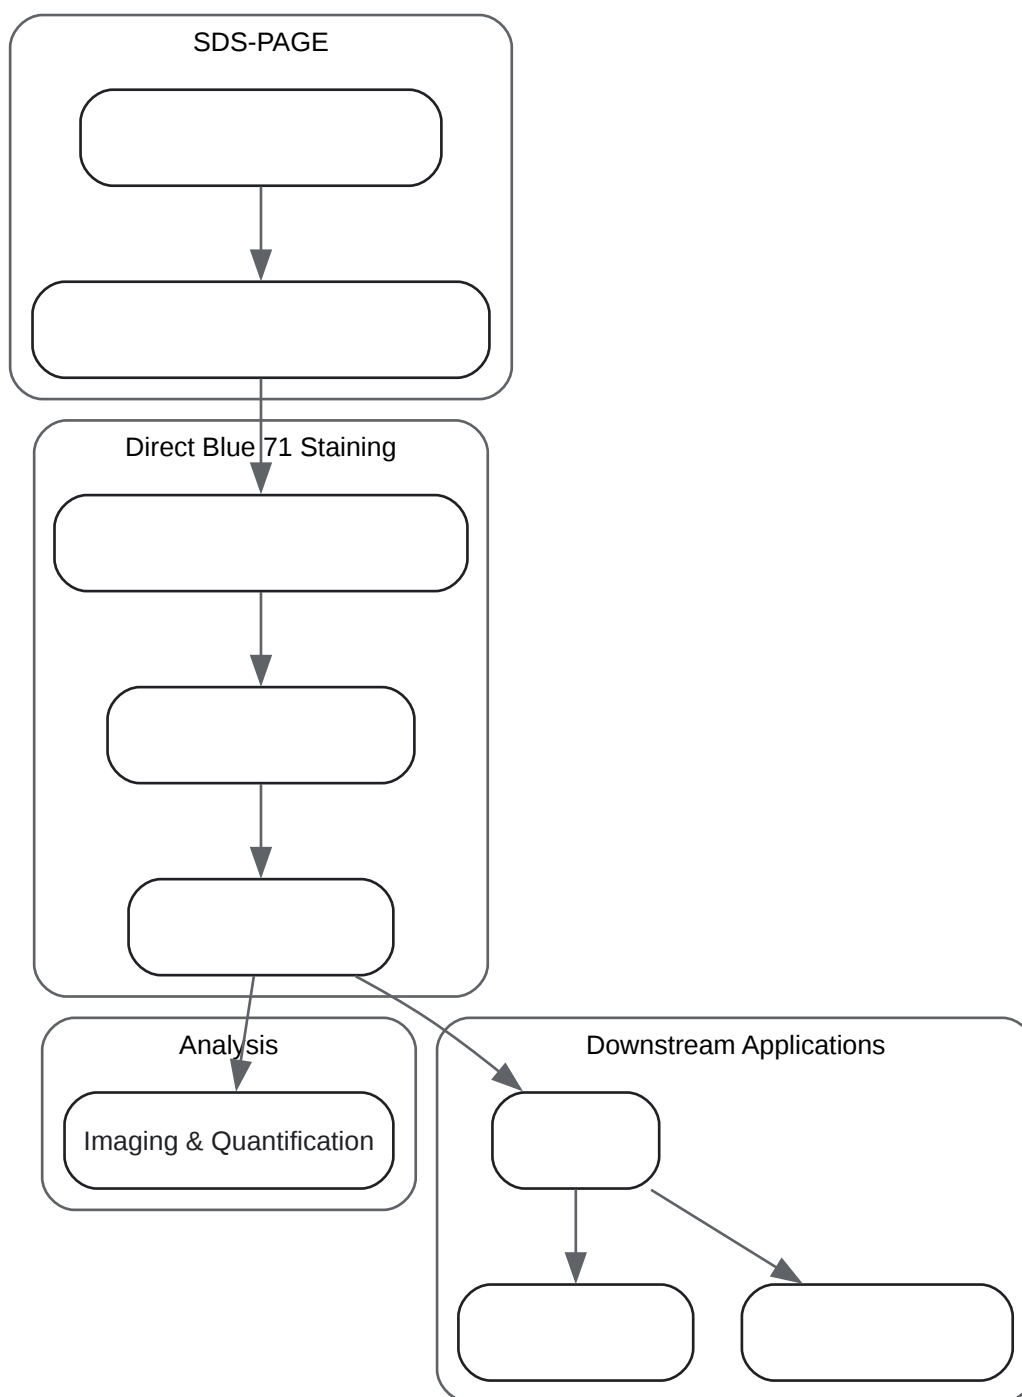 SDS-PAGE
Direct Blue 71 Staining
Analysis
Downstream Applications
Imaging & Quantification